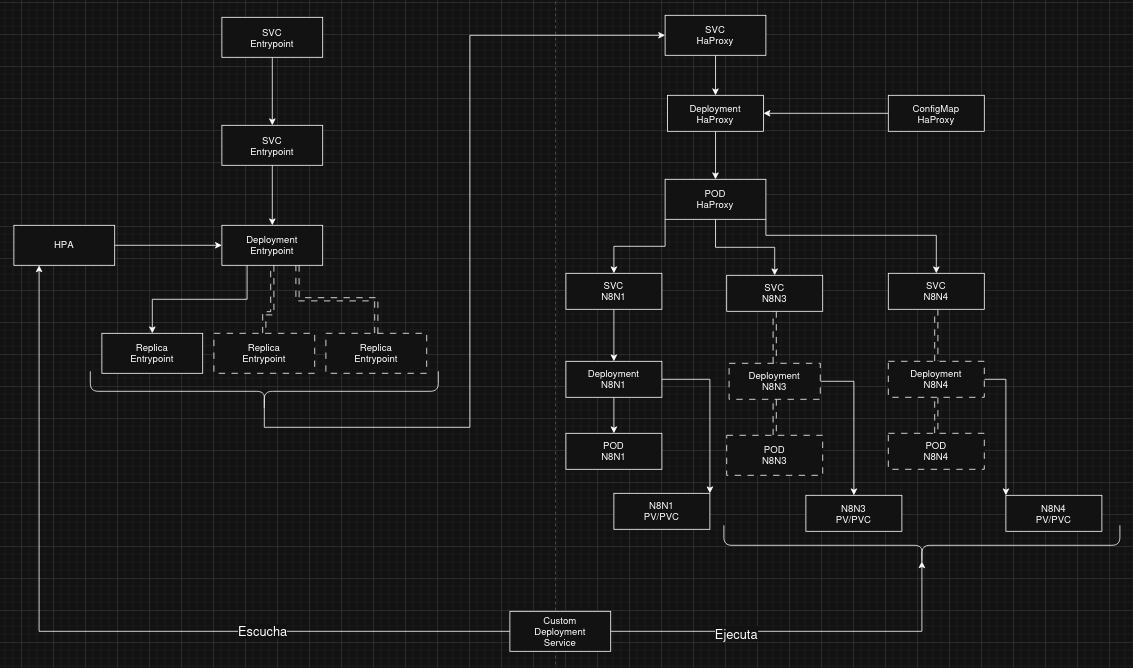 SVC
Entrypoint
SVC
Entrypoint
HPA
Deployment
Entrypoint
Replica
Entrypoint
Replica
Entrypoint
Replica
Entrypoint
SVC
HaProxy
Deployment
HaProxy
ConfigMap
HaProxy
POD
HaProxy
SVC
N8N1
SVC
N8N3
SVC
N8N4
Deployment
N8N1
Deployment
N8N3
Deployment
N8N4
POD
N8N1
POD
N8N3
POD
N8N4
N8N1
PV/PVC
N8N3
PV/PVC
N8N4
PV/PVC
Escucha
Custom
Deployment
Service
Ejecuta